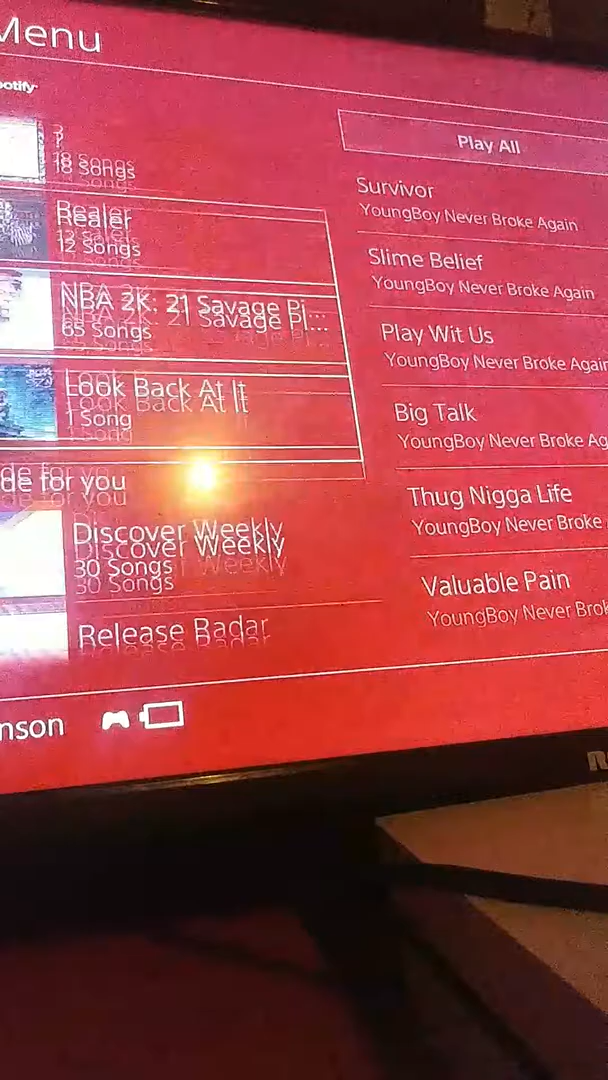 Menu
potify
?
18 Songs
Realer
12 Songs
NBA 2K: 21 Savage Pl...
65 Songs
Look Back At It
1 Song
de for you
Discover Weekly
30 Songs
Release Radar
Play All
Survivor
YoungBoy Never Broke Again
Slime Belief
YoungBoy Never Broke Again
Play Wit Us
YoungBoy Never Broke Again
Big Talk
YoungBoy Never Broke Ag
Thug Nigga Life
YoungBoy Never Broke
Valuable Pain
YoungBoy Never Brok
nson